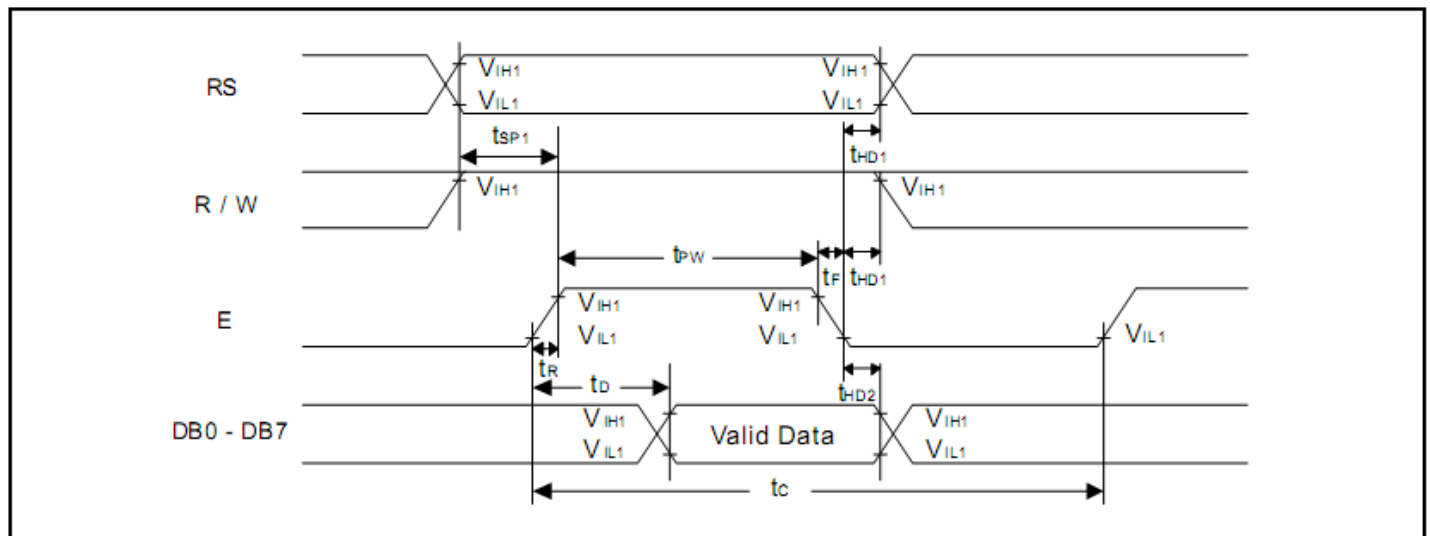 RS
VIH1
VIH1
VIL1
VIL1
tSP1
tHD1
R / W
VIH1
VIH1
tPW
tF
tHD1
E
VIH1
VIH1
VIL1
VIL1
VIL1
tR
tD
tHD2
DB0 - DB7
VIH1
Valid Data
VIH1
VIL1
VIL1
tC